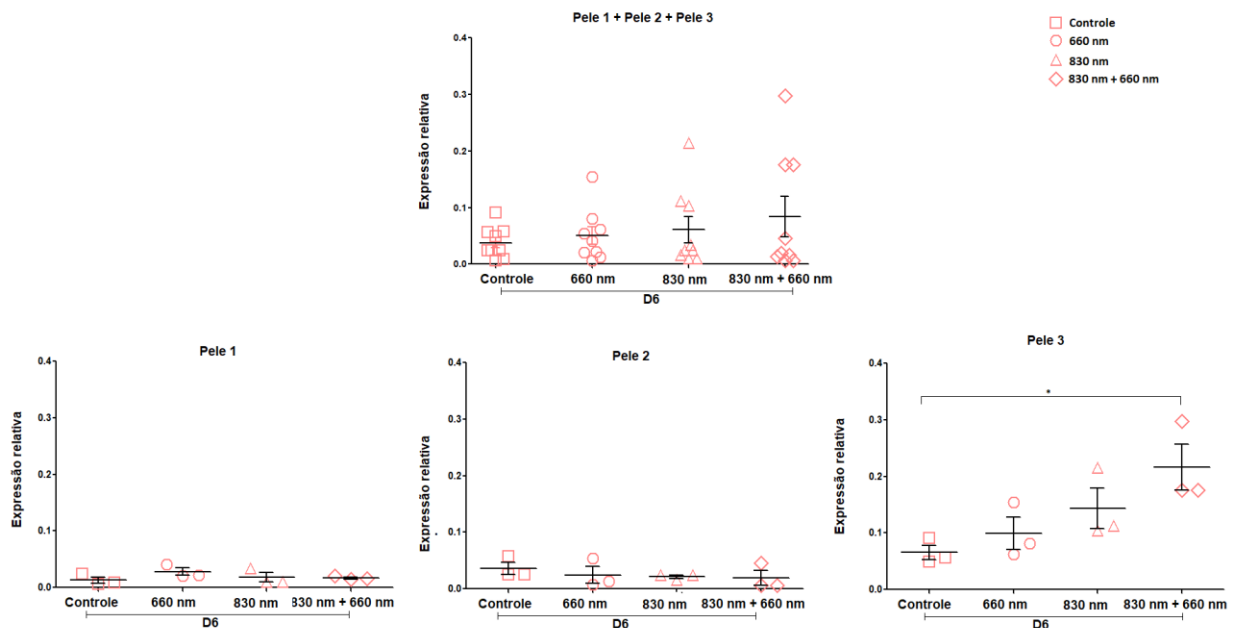 Pele 1 + Pele 2 + Pele 3
Controle
660 nm
830 nm
830 nm + 660 nm
Expressão relativa
0.4
0.3
0.2
0.1
0.0
Controle 660 nm 830 nm 830 nm + 660 nm
D6
Pele 1
Expressão relativa
0.4
0.3
0.2
0.1
0.0
Controle 660 nm 830 nm 830 nm + 660 nm
D6
Pele 2
Expressão relativa
0.4
0.3
0.2
0.1
0.0
Controle 660 nm 830 nm 830 nm + 660 nm
D6
Pele 3
Expressão relativa
0.4
0.3
0.2
0.1
0.0
*
Controle 660 nm 830 nm 830 nm + 660 nm
D6